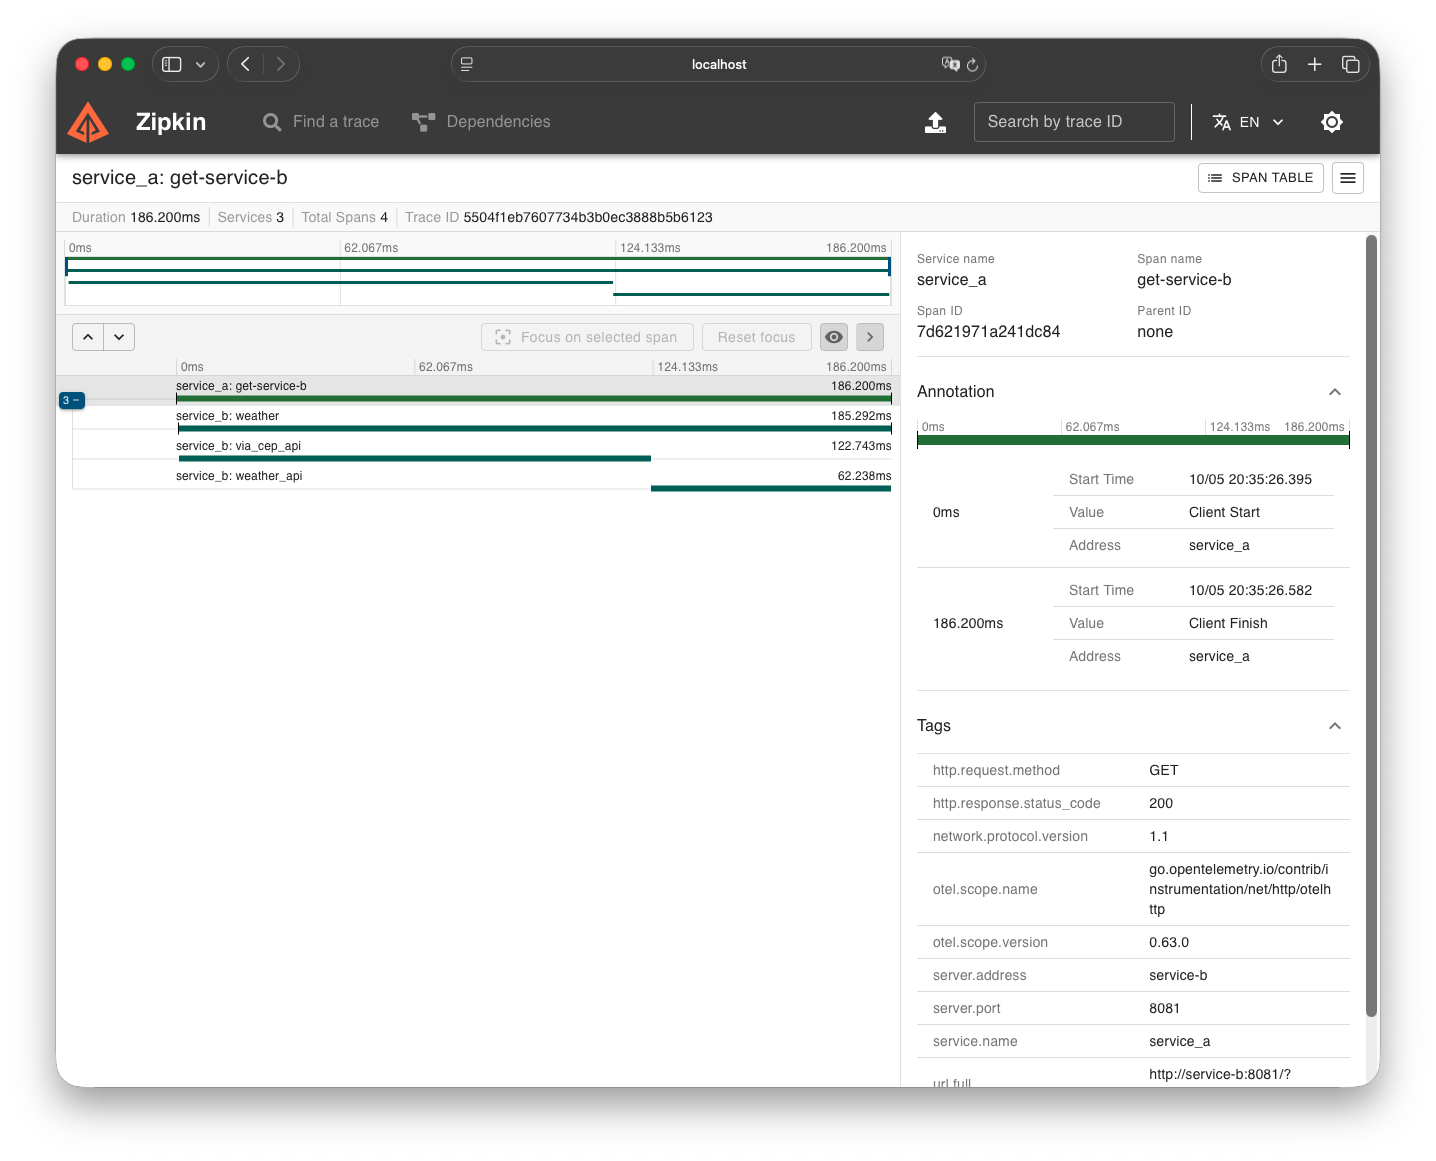 localhost
Zipkin
Find a trace
Dependencies
Search by trace ID
EN
service_a: get-service-b
SPAN TABLE
Duration 186.200ms
Services 3
Total Spans 4
Trace ID 5504f1eb7607734b3b0ec3888b5b6123
0ms 62.067ms 124.133ms 186.200ms
Focus on selected span
Reset focus
0ms 62.067ms 124.133ms 186.200ms
service_a: get-service-b 186.200ms
3 −
service_b: weather 185.292ms
service_b: via_cep_api 122.743ms
service_b: weather_api 62.238ms
Service name
service_a
Span name
get-service-b
Span ID
7d621971a241dc84
Parent ID
none
Annotation
0ms 62.067ms 124.133ms 186.200ms
0ms
Start Time 10/05 20:35:26.395
Value Client Start
Address service_a
186.200ms
Start Time 10/05 20:35:26.582
Value Client Finish
Address service_a
Tags
http.request.method GET
http.response.status_code 200
network.protocol.version 1.1
otel.scope.name
go.opentelemetry.io/contrib/i
nstrumentation/net/http/otelh
ttp
otel.scope.version 0.63.0
server.address service-b
server.port 8081
service.name service_a
url.full
http://service-b:8081/?